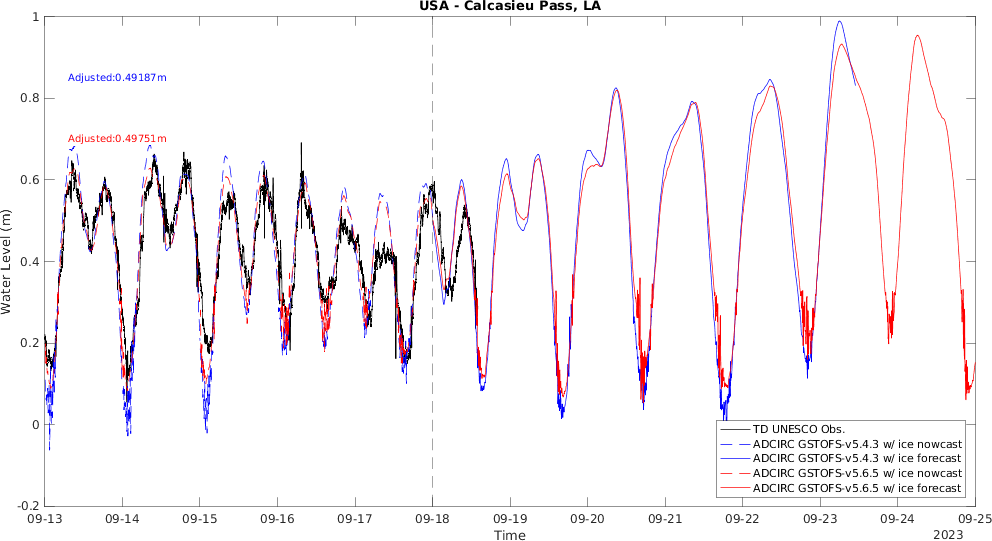 USA - Calcasieu Pass, LA
1
0.8
0.6
0.4
0.2
0
-0.2
Water Level (m)
Adjusted:0.49187m
Adjusted:0.49751m
TD UNESCO Obs.
ADCIRC GSTOFS-v5.4.3 w/ ice nowcast
ADCIRC GSTOFS-v5.4.3 w/ ice forecast
ADCIRC GSTOFS-v5.6.5 w/ ice nowcast
ADCIRC GSTOFS-v5.6.5 w/ ice forecast
09-13 09-14 09-15 09-16 09-17 09-18 09-19 09-20 09-21 09-22 09-23 09-24 09-25
Time
2023